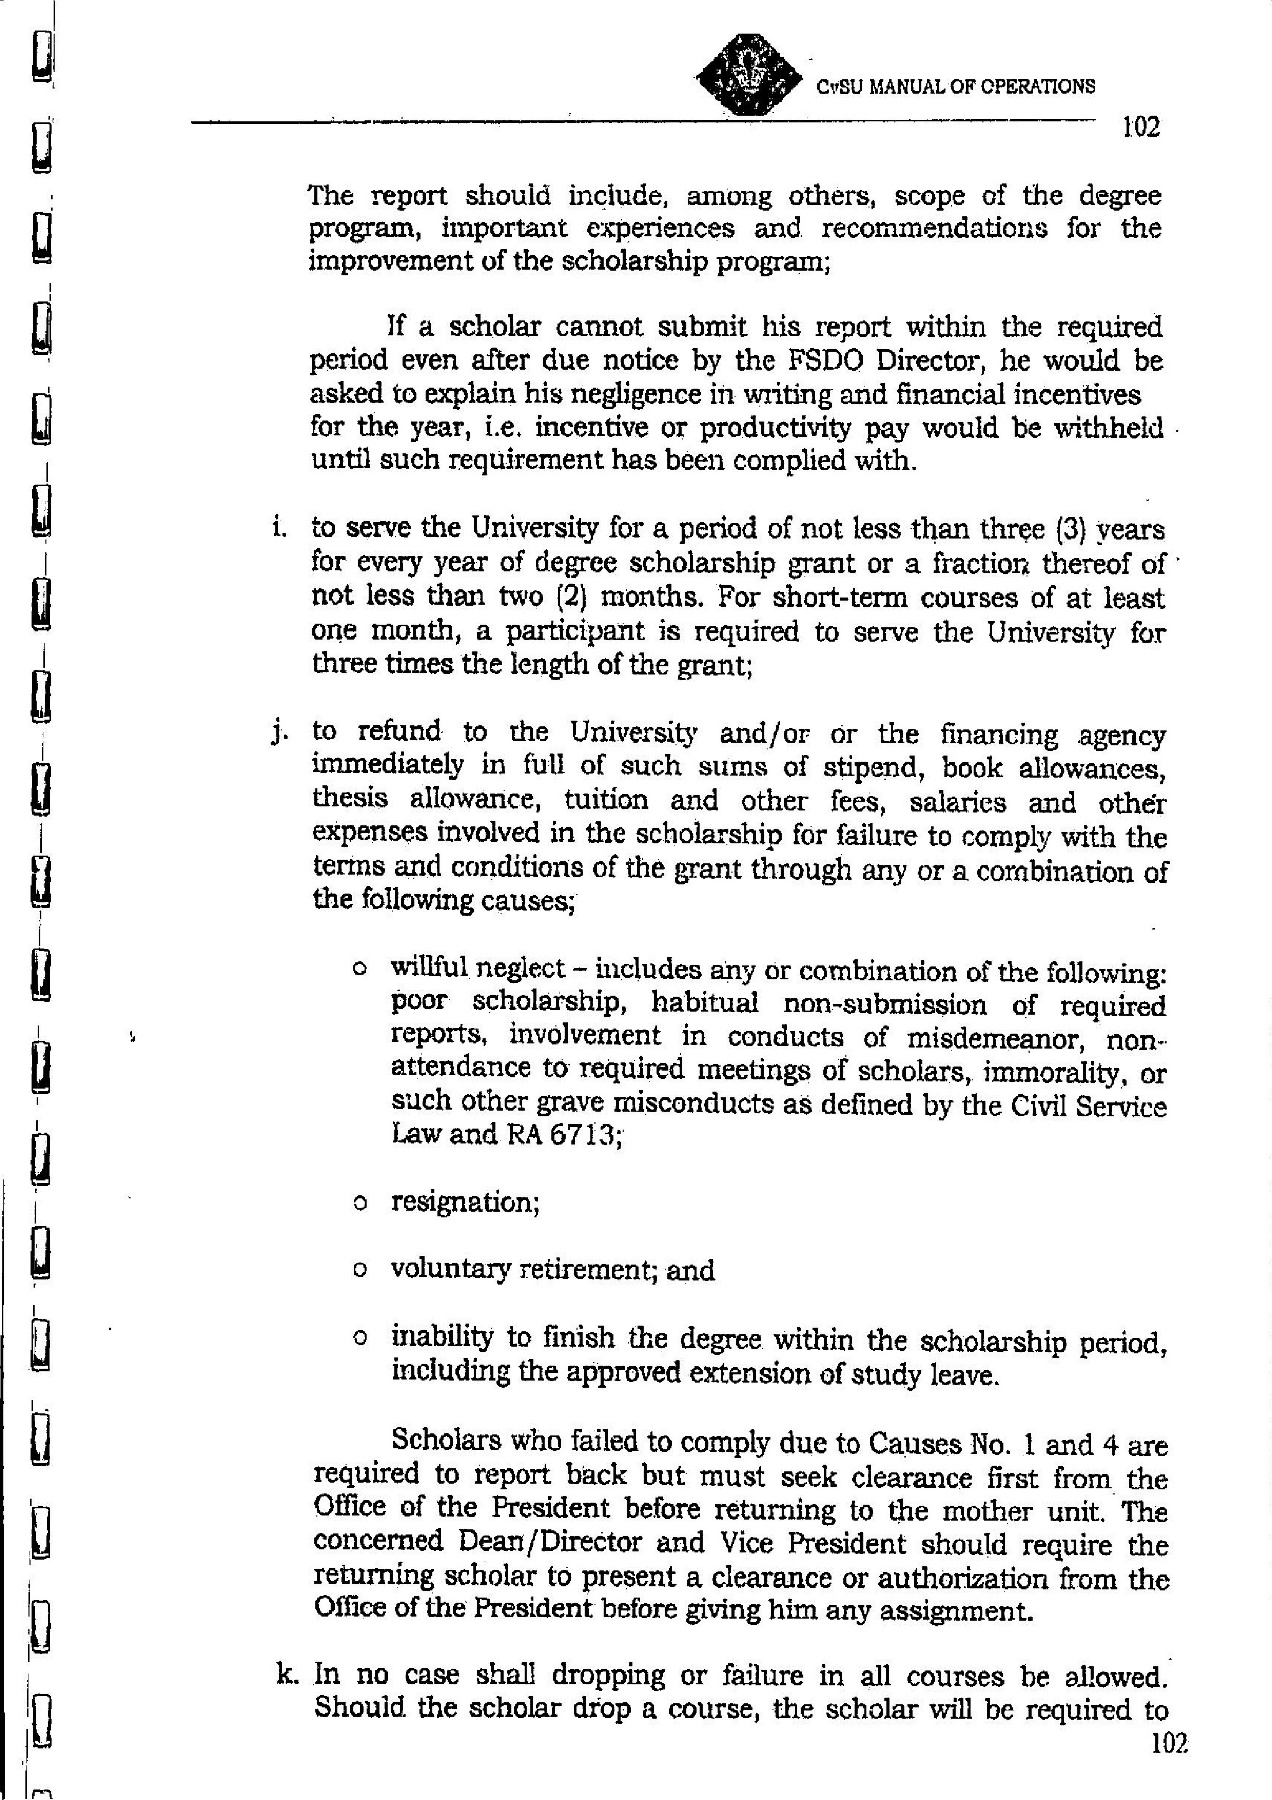 CvSU MANUAL OF OPERATIONS
102
The report should include, among others, scope of the degree
program, important experiences and recommendations for the
improvement of the scholarship program;
If a scholar cannot submit his report within the required
period even after due notice by the FSDO Director, he would be
asked to explain his negligence in writing and financial incentives
for the year, i.e. incentive or productivity pay would be withheld
until such requirement has been complied with.
i. to serve the University for a period of not less than three (3) years
for every year of degree scholarship grant or a fraction thereof of
not less than two (2) months. For short-term courses of at least
one month, a participant is required to serve the University for
three times the length of the grant;
j. to refund to the University and/or or the financing agency
immediately in full of such sums of stipend, book allowances,
thesis allowance, tuition and other fees, salaries and other
expenses involved in the scholarship for failure to comply with the
terms and conditions of the grant through any or a combination of
the following causes;
o willful neglect – includes any or combination of the following:
poor scholarship, habitual non-submission of required
reports, involvement in conducts of misdemeanor, non-
attendance to required meetings of scholars, immorality, or
such other grave misconducts as defined by the Civil Service
Law and RA 6713;
o resignation;
o voluntary retirement; and
o inability to finish the degree within the scholarship period,
including the approved extension of study leave.
Scholars who failed to comply due to Causes No. 1 and 4 are
required to report back but must seek clearance first from the
Office of the President before returning to the mother unit. The
concerned Dean/Director and Vice President should require the
returning scholar to present a clearance or authorization from the
Office of the President before giving him any assignment.
k. In no case shall dropping or failure in all courses be allowed.
Should the scholar drop a course, the scholar will be required to
102